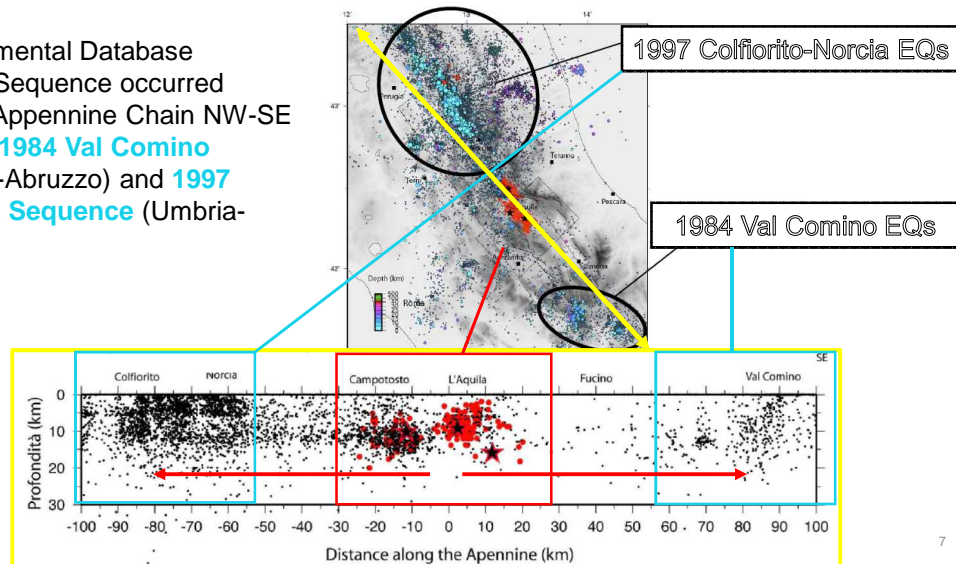 mental Database
Sequence occurred
Appennine Chain NW-SE
1984 Val Comino
-Abruzzo) and 1997
Sequence (Umbria-
12° 13° 14°
1997 Colfiorito-Norcia EQs
43°
Perugia
Teramo
Terni
Pescara
1984 Val Comino EQs
42°
Sulmona
Depth (km)
Roma
SE
Colfiorito Norcia Campotosto L'Aquila Fucino Val Comino
Profondità (km)
0
10
20
30
-100 -90 -80 -70 -60 -50 -40 -30 -20 -10 0 10 20 30 40 50 60 70 80 90 100
Distance along the Apennine (km)
7